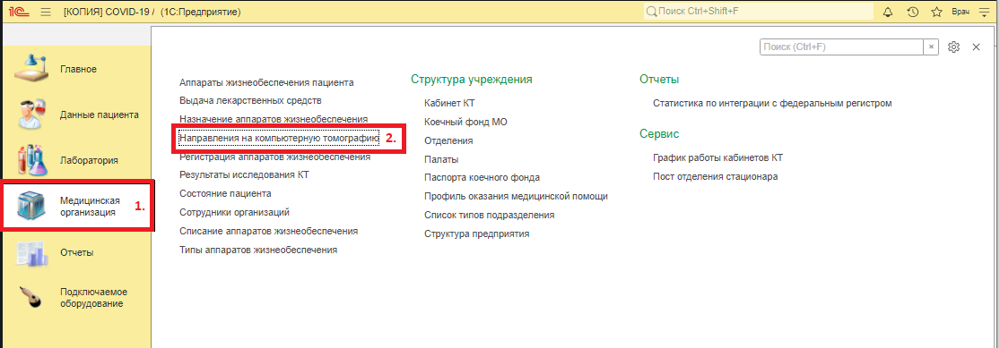 1С [КОПИЯ] COVID-19 / (1С:Предприятие) Поиск Ctrl+Shift+F Врач
Поиск (Ctrl+F) ×
Главное
Данные пациента
Лаборатория
Медицинская
организация
1.
Отчеты
Подключаемое
оборудование
Аппараты жизнеобеспечения пациента
Выдача лекарственных средств
Назначение аппаратов жизнеобеспечения
Направления на компьютерную томографию 2.
Регистрация аппаратов жизнеобеспечения
Результаты исследования КТ
Состояние пациента
Сотрудники организаций
Списание аппаратов жизнеобеспечения
Типы аппаратов жизнеобеспечения
Структура учреждения
Кабинет КТ
Коечный фонд МО
Отделения
Палаты
Паспорта коечного фонда
Профиль оказания медицинской помощи
Список типов подразделения
Структура предприятия
Отчеты
Статистика по интеграции с федеральным регистром
Сервис
График работы кабинетов КТ
Пост отделения стационара